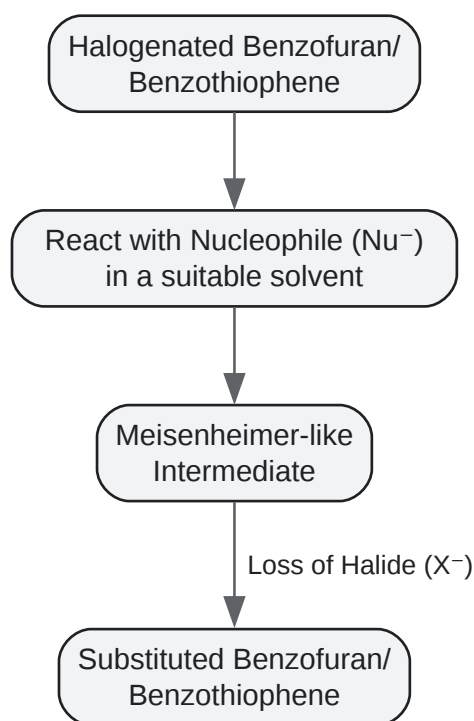 Halogenated Benzofuran/
Benzothiophene
React with Nucleophile (Nu⁻)
in a suitable solvent
Meisenheimer-like
Intermediate
Loss of Halide (X⁻)
Substituted Benzofuran/
Benzothiophene